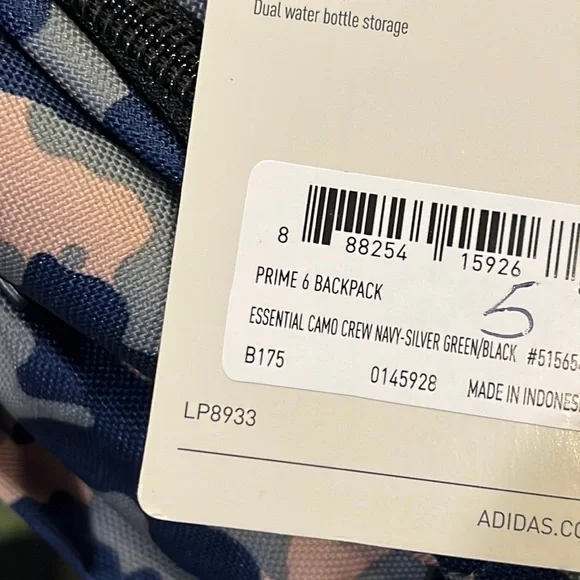 Dual water bottle storage
8 88254 15926
PRIME 6 BACKPACK
5
ESSENTIAL CAMO CREW NAVY-SILVER GREEN/BLACK #51565
B175 0145928 MADE IN INDONES
LP8933
ADIDAS.CO